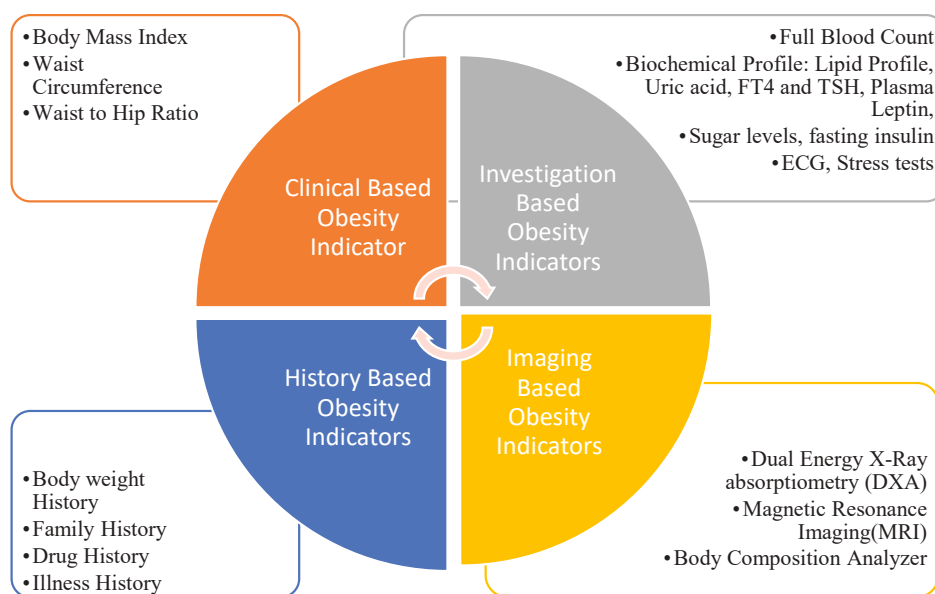 •Body Mass Index
•Waist
Circumference
•Waist to Hip Ratio
•Full Blood Count
•Biochemical Profile: Lipid Profile,
Uric acid, FT4 and TSH, Plasma
Leptin,
•Sugar levels, fasting insulin
•ECG, Stress tests
Clinical Based
Obesity
Indicator
Investigation
Based
Obesity
Indicators
History Based
Obesity
Indicators
Imaging
Based
Obesity
Indicators
•Body weight
History
•Family History
•Drug History
•Illness History
•Dual Energy X-Ray
absorptiometry (DXA)
•Magnetic Resonance
Imaging(MRI)
•Body Composition Analyzer